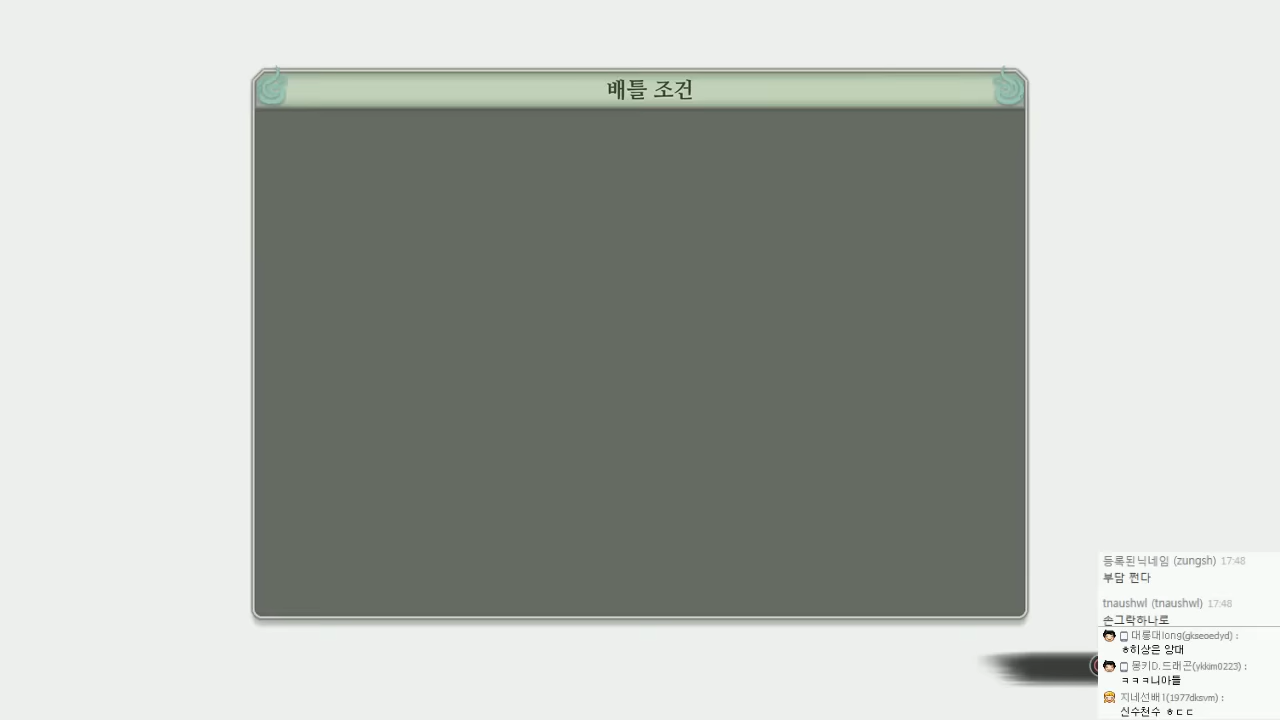 배틀 조건
등록된닉네임 (zungsh) 17:48
부담 쩐다
tnaushwl (tnaushwl) 17:48
손그락하나로
대룡대long(gkseoedyd) :
ㅎ히상은 앙대
몽키D.드래곤(ykkim0223) :
ㅋㅋㅋ니아들
지네선배!(1977dksvm) :
신수천수 ㅎㄷㄷ